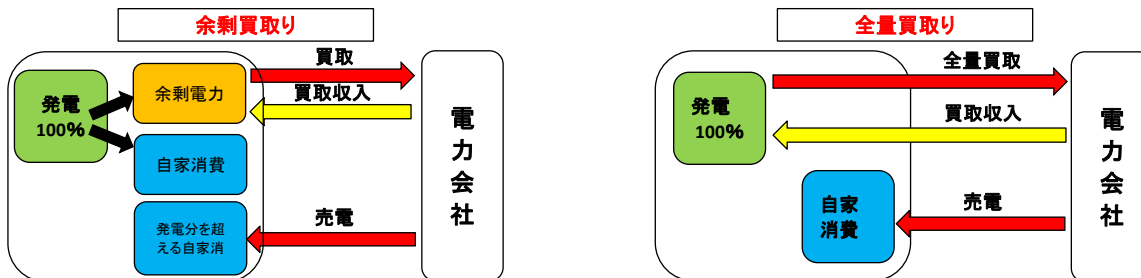 余剰買取り
発電
100%
余剰電力
自家消費
発電分を超
える自家消
買取
買取収入
売電
電力会社
全量買取り
発電
100%
自家
消費
全量買取
買取収入
売電
電力会社